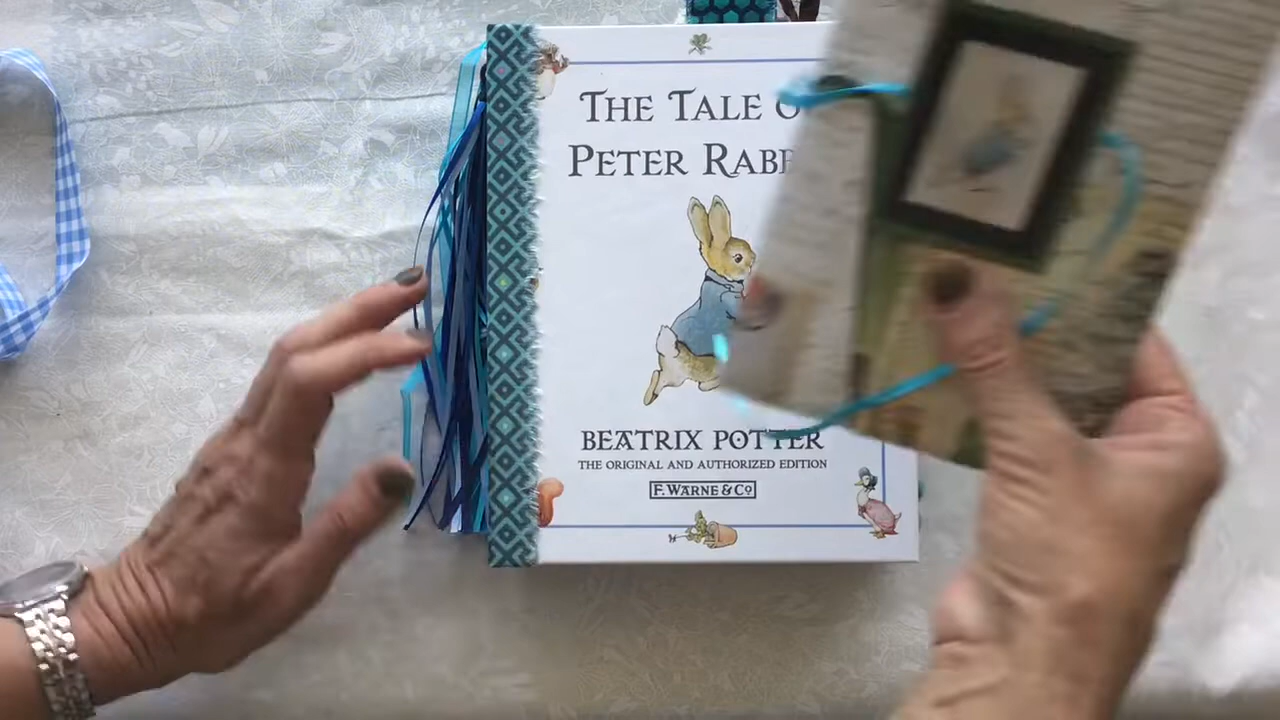 THE TALE O
PETER RABB
BEATRIX POTTER
THE ORIGINAL AND AUTHORIZED EDITION
F. WARNE & Co